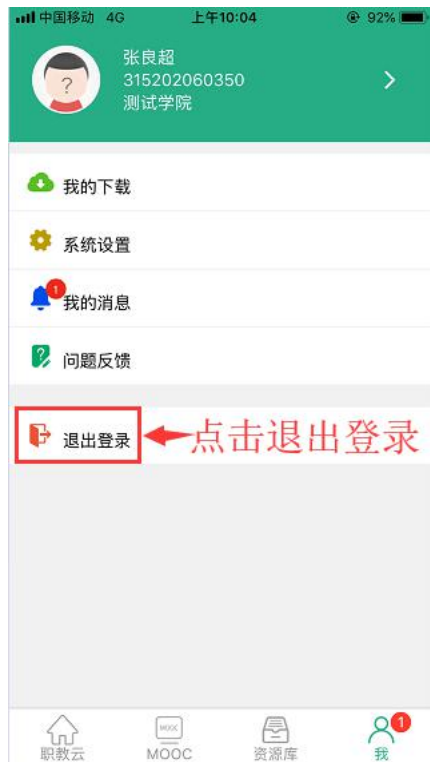 中国移动 4G 上午10:04 92%
张良超
315202060350
测试学院
我的下载
系统设置
1
我的消息
问题反馈
退出登录 点击退出登录
1
职教云 MOOC 资源库 我